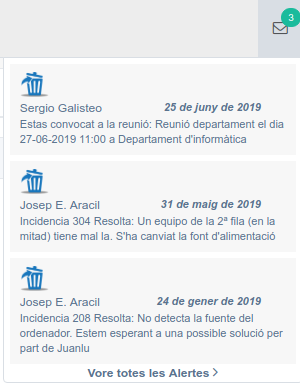 3
Sergio Galisteo 25 de juny de 2019
Estas convocat a la reunió: Reunió departament el dia
27-06-2019 11:00 a Departament d'informàtica
Josep E. Aracil 31 de maig de 2019
Incidencia 304 Resolta: Un equipo de la 2ª fila (en la
mitad) tiene mal la. S'ha canviat la font d'alimentació
Josep E. Aracil 24 de gener de 2019
Incidencia 208 Resolta: No detecta la fuente del
ordenador. Estem esperant a una possible solució per
part de Juanlu
Vore totes les Alertes